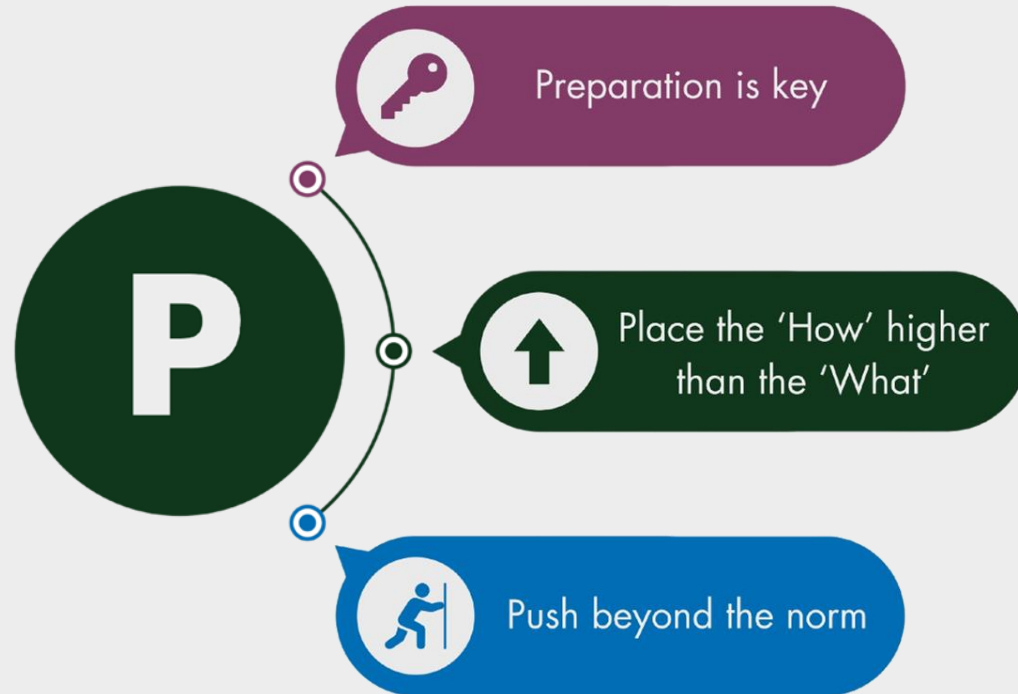 P
Preparation is key
Place the ‘How’ higher
than the ‘What’
Push beyond the norm